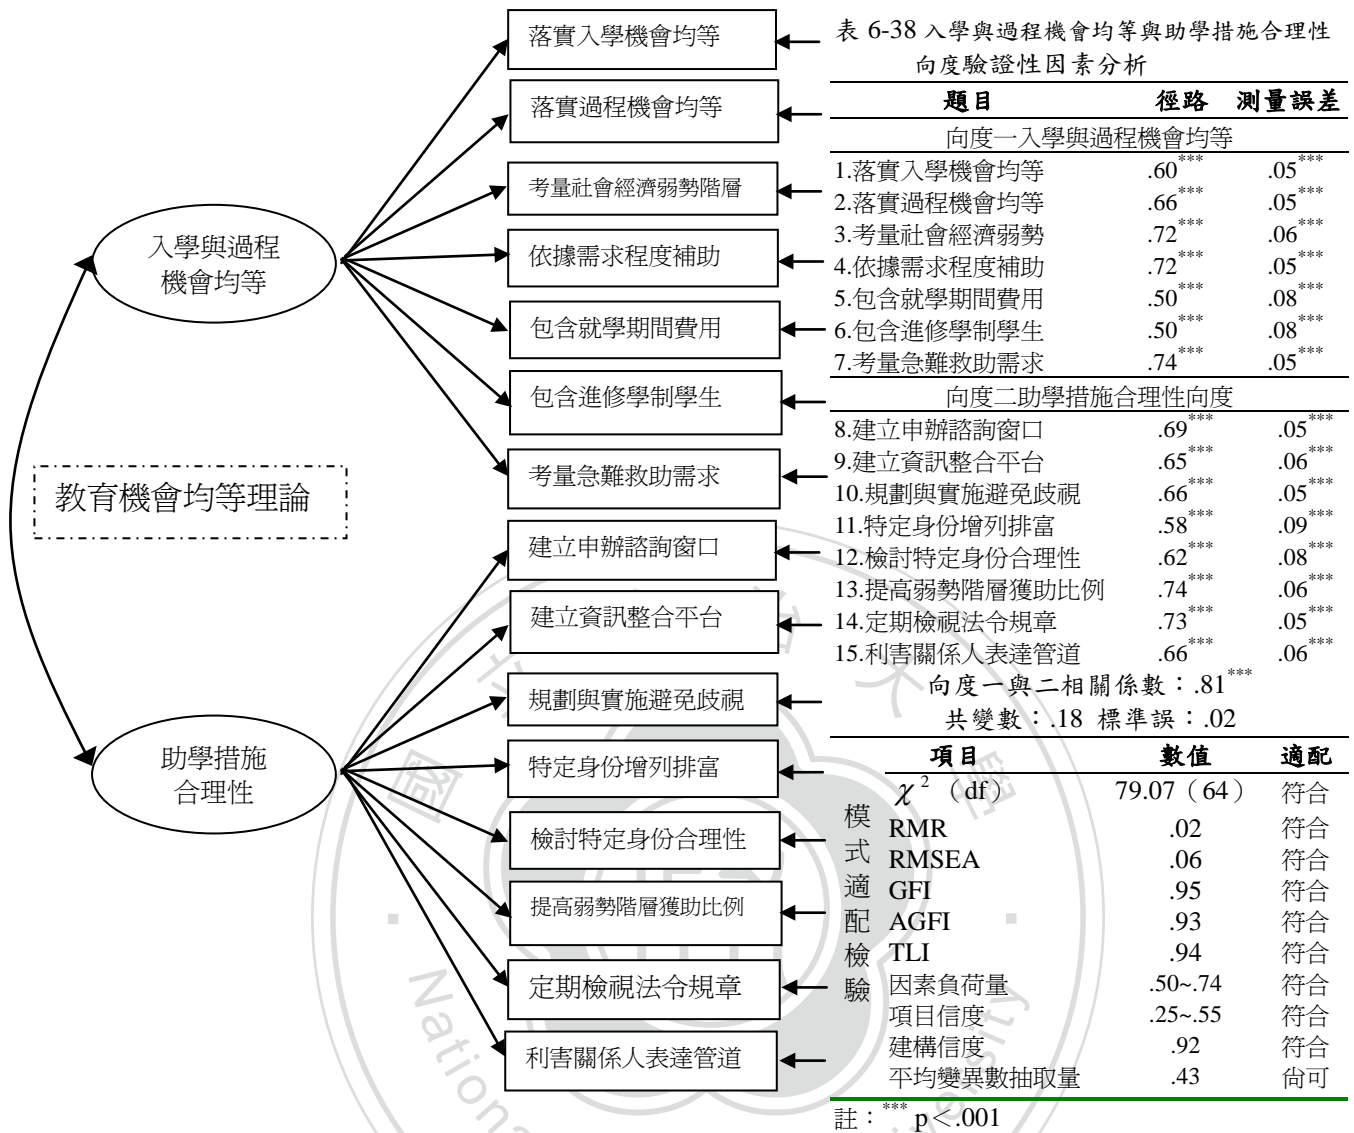 落實入學機會均等
落實過程機會均等
考量社會經濟弱勢階層
依據需求程度補助
包含就學期間費用
包含進修學制學生
考量急難救助需求
建立申辦諮詢窗口
建立資訊整合平台
規劃與實施避免歧視
特定身份增列排富
檢討特定身份合理性
提高弱勢階層獲助比例
定期檢視法令規章
利害關係人表達管道
入學與過程
機會均等
教育機會均等理論
助學措施
合理性
表 6-38 入學與過程機會均等與助學措施合理性
向度驗證性因素分析
題目 徑路 測量誤差
向度一入學與過程機會均等
1.落實入學機會均等 .60*** .05***
2.落實過程機會均等 .66*** .05***
3.考量社會經濟弱勢 .72*** .06***
4.依據需求程度補助 .72*** .05***
5.包含就學期間費用 .50*** .08***
6.包含進修學制學生 .50*** .08***
7.考量急難救助需求 .74*** .05***
向度二助學措施合理性向度
8.建立申辦諮詢窗口 .69*** .05***
9.建立資訊整合平台 .65*** .06***
10.規劃與實施避免歧視 .66*** .05***
11.特定身份增列排富 .58*** .09***
12.檢討特定身份合理性 .62*** .08***
13.提高弱勢階層獲助比例 .74*** .06***
14.定期檢視法令規章 .73*** .05***
15.利害關係人表達管道 .66*** .06***
向度一與二相關係數：.81***
共變數：.18 標準誤：.02
項目 數值 適配
模式適配檢驗
χ² （df） 79.07（64） 符合
RMR .02 符合
RMSEA .06 符合
GFI .95 符合
AGFI .93 符合
TLI .94 符合
因素負荷量 .50~.74 符合
項目信度 .25~.55 符合
建構信度 .92 符合
平均變異數抽取量 .43 尚可
註：*** p＜.001